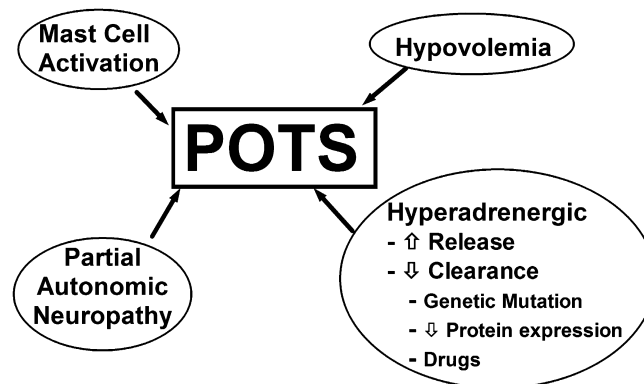 Mast Cell
Activation
Hypovolemia
POTS
Partial
Autonomic
Neuropathy
Hyperadrenergic
- ⇧ Release
- ⇩ Clearance
- Genetic Mutation
- ⇩ Protein expression
- Drugs